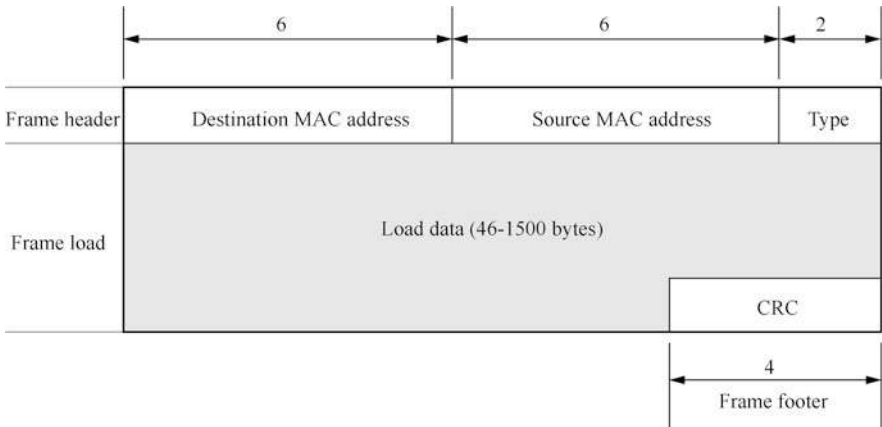 6 6 2
Frame header Destination MAC address Source MAC address Type
Load data (46-1500 bytes)
Frame load
CRC
4
Frame footer